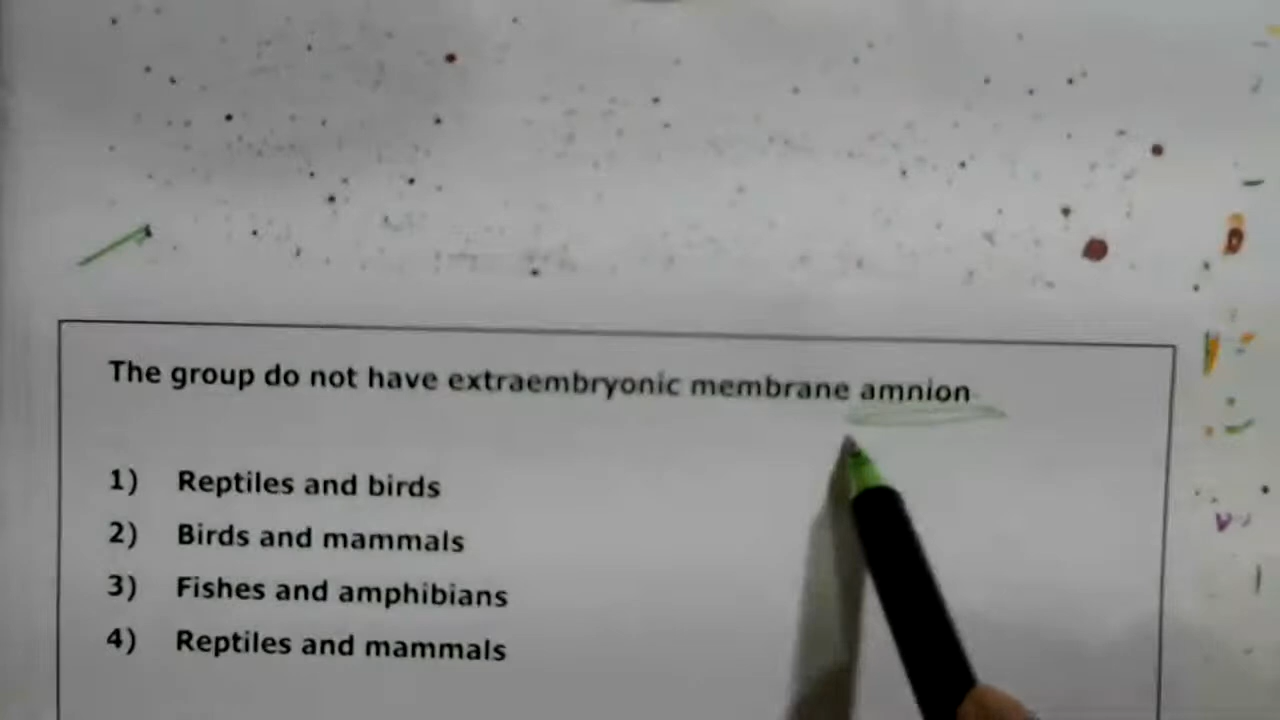 The group do not have extraembryonic membrane amnion
1) Reptiles and birds
2) Birds and mammals
3) Fishes and amphibians
4) Reptiles and mammals